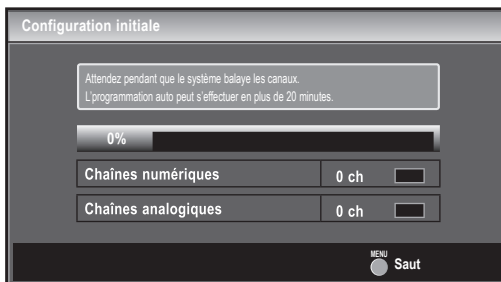 Configuration initiale
Attendez pendant que le système balaye les canaux.
L'programmation auto peut s'effectuer en plus de 20 minutes.
0%
Chaînes numériques 0 ch
Chaînes analogiques 0 ch
MENU Saut